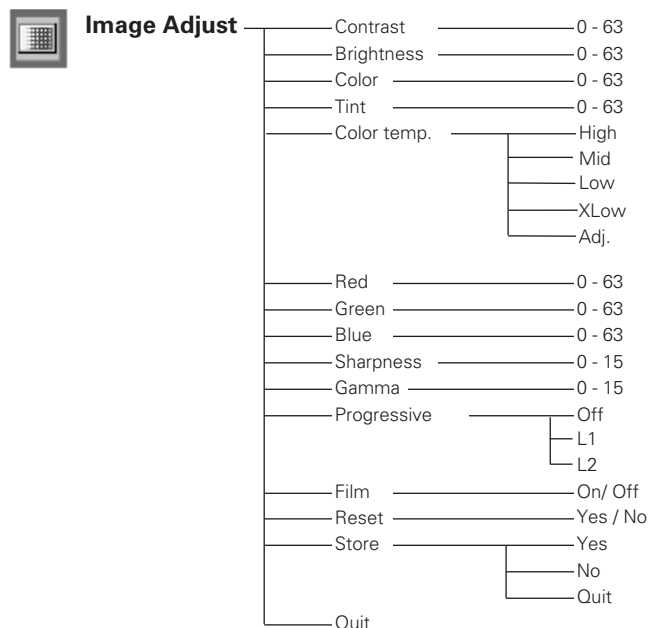 Image Adjust Contrast 0 - 63
Brightness 0 - 63
Color 0 - 63
Tint 0 - 63
Color temp. High
Mid
Low
XLow
Adj.
Red 0 - 63
Green 0 - 63
Blue 0 - 63
Sharpness 0 - 15
Gamma 0 - 15
Progressive Off
L1
L2
Film On/ Off
Reset Yes / No
Store Yes
No
Quit
Quit